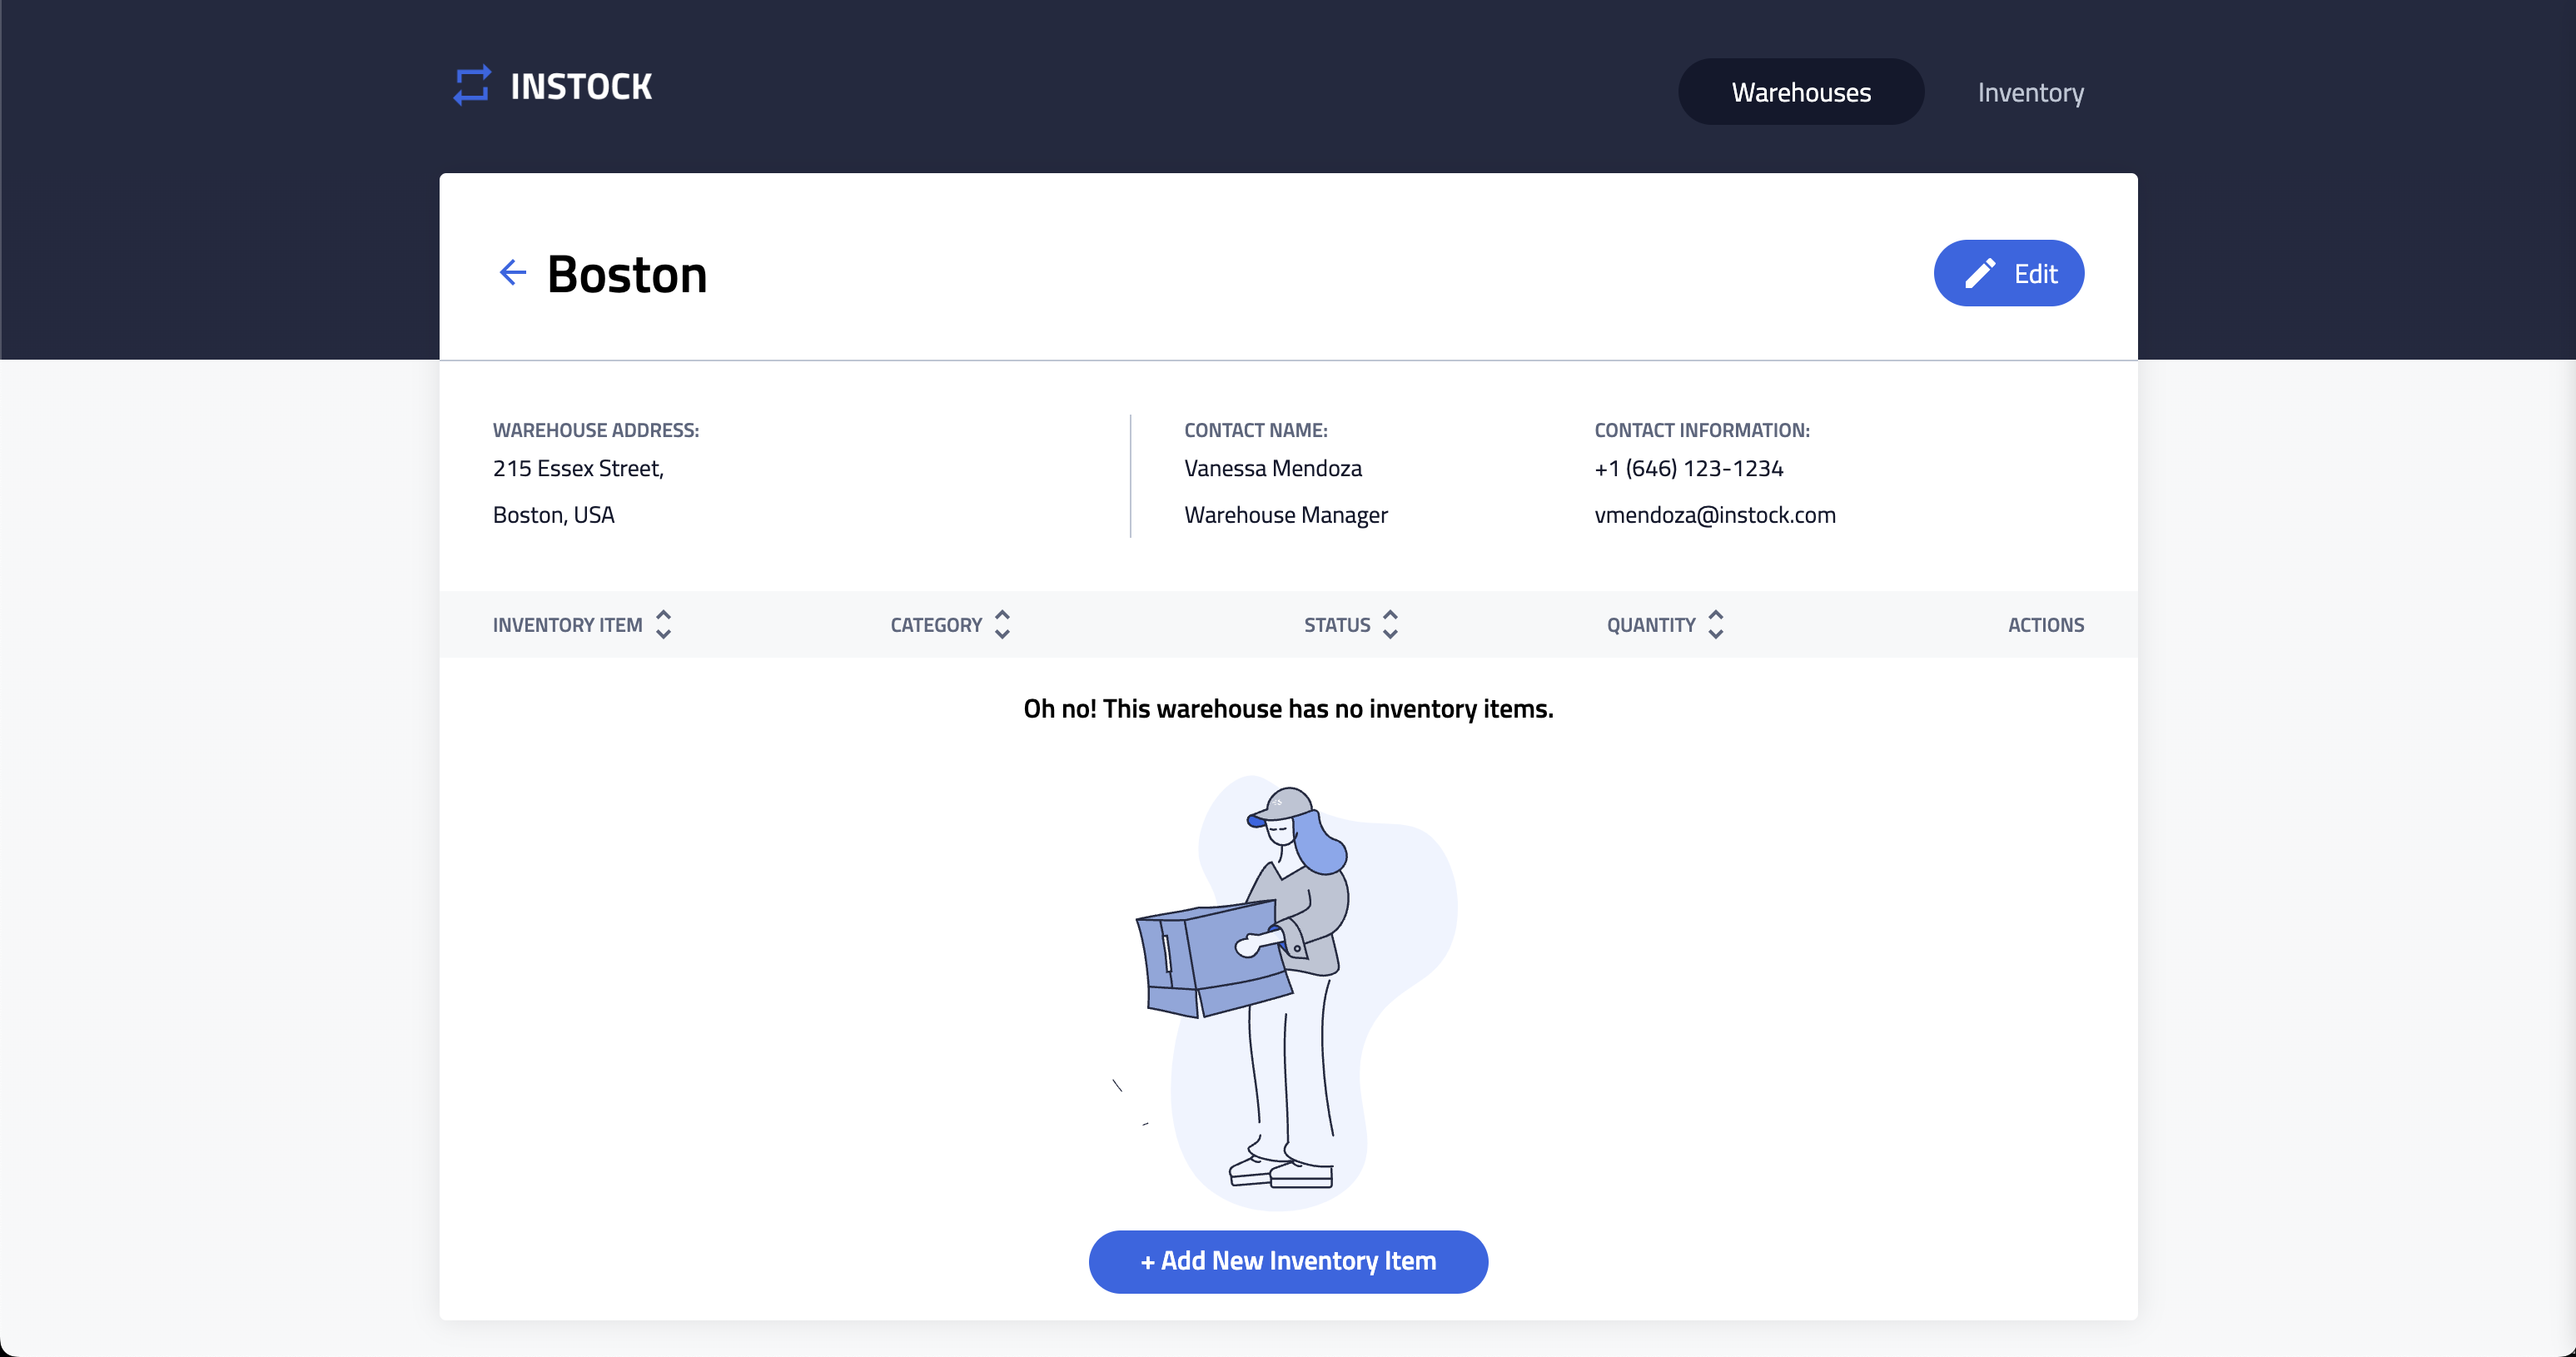 INSTOCK
Warehouses
Inventory
Boston
Edit
WAREHOUSE ADDRESS:
215 Essex Street,
Boston, USA
CONTACT NAME:
Vanessa Mendoza
Warehouse Manager
CONTACT INFORMATION:
+1 (646) 123-1234
vmendoza@instock.com
INVENTORY ITEM
CATEGORY
STATUS
QUANTITY
ACTIONS
Oh no! This warehouse has no inventory items.
+ Add New Inventory Item